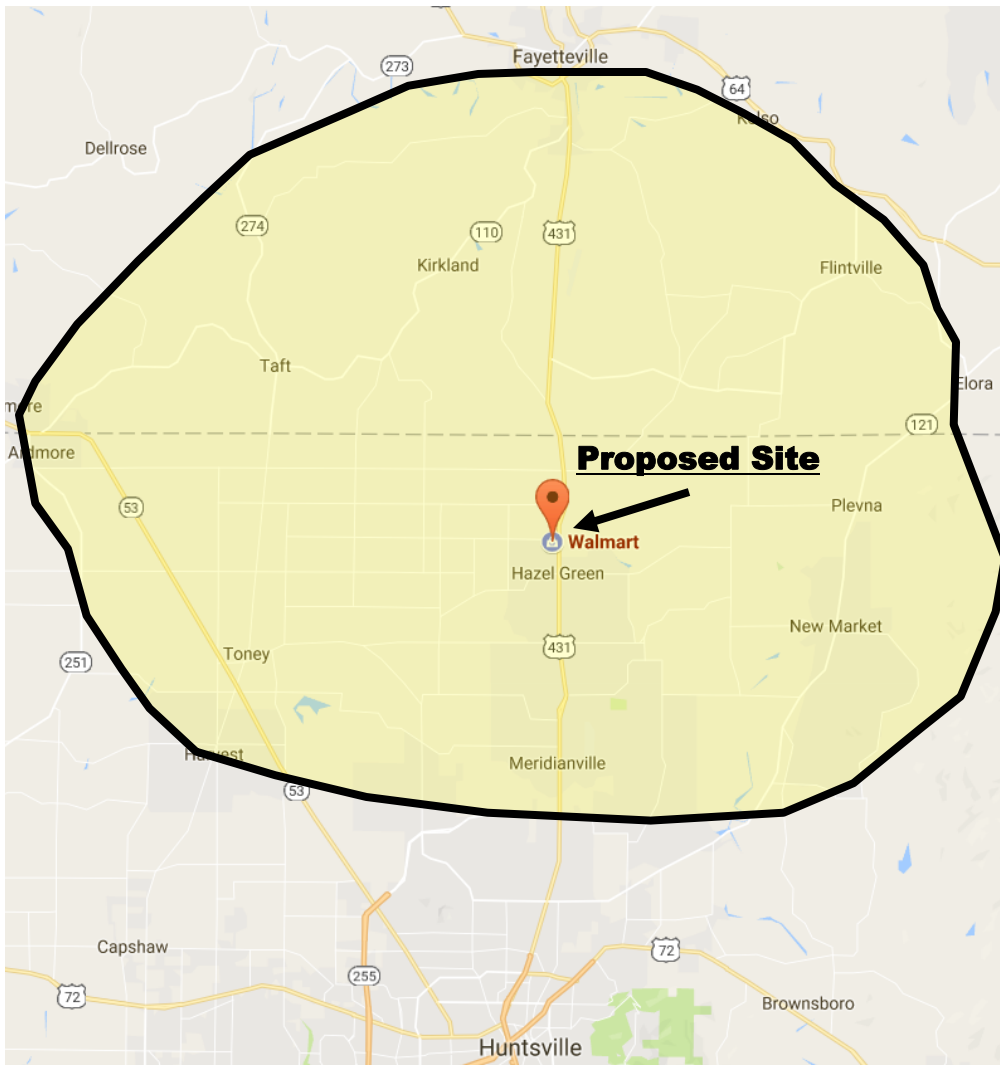 Fayetteville
273
64
Kelso
Dellrose
274
110
431
Kirkland
Flintville
Taft
Elora
more
121
Ardmore
Proposed Site
53
Plevna
Walmart
Hazel Green
New Market
431
Toney
251
Harvest
Meridianville
53
Capshaw
72
255
72
Brownsboro
Huntsville